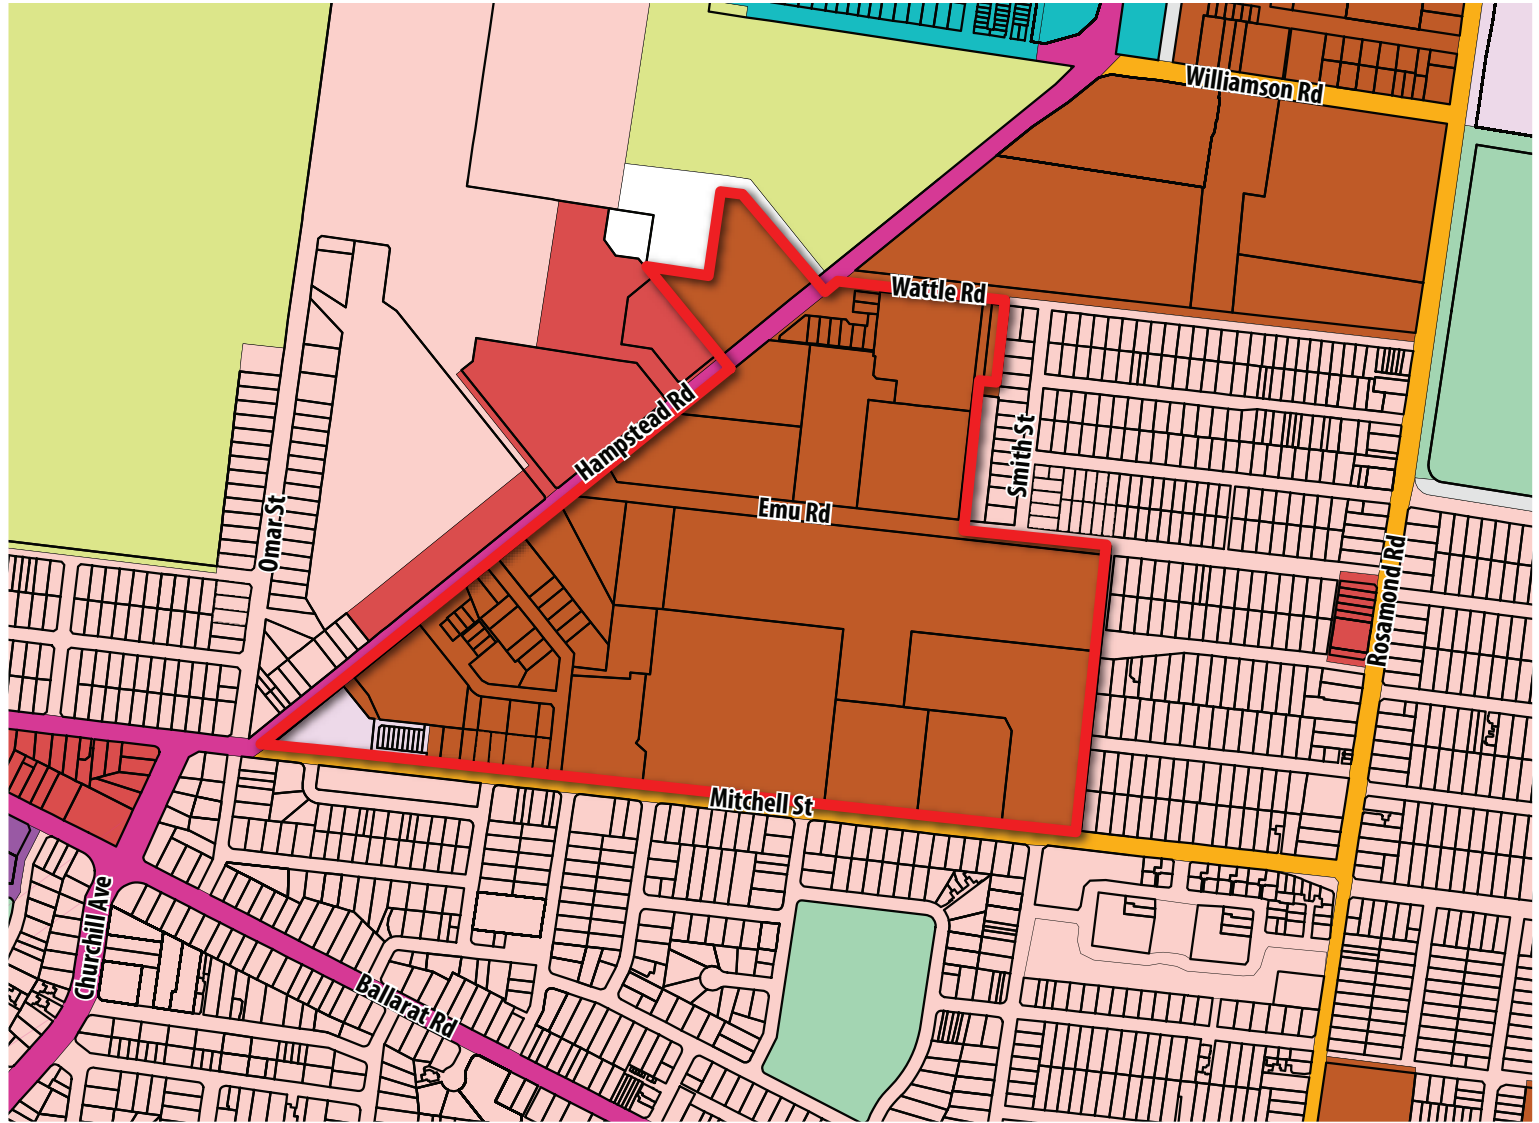 Williamson Rd
Wattle Rd
Hampstead Rd
Smith St
Emu Rd
Omar St
Rosamond Rd
Mitchell St
Churchill Ave
Ballarat Rd